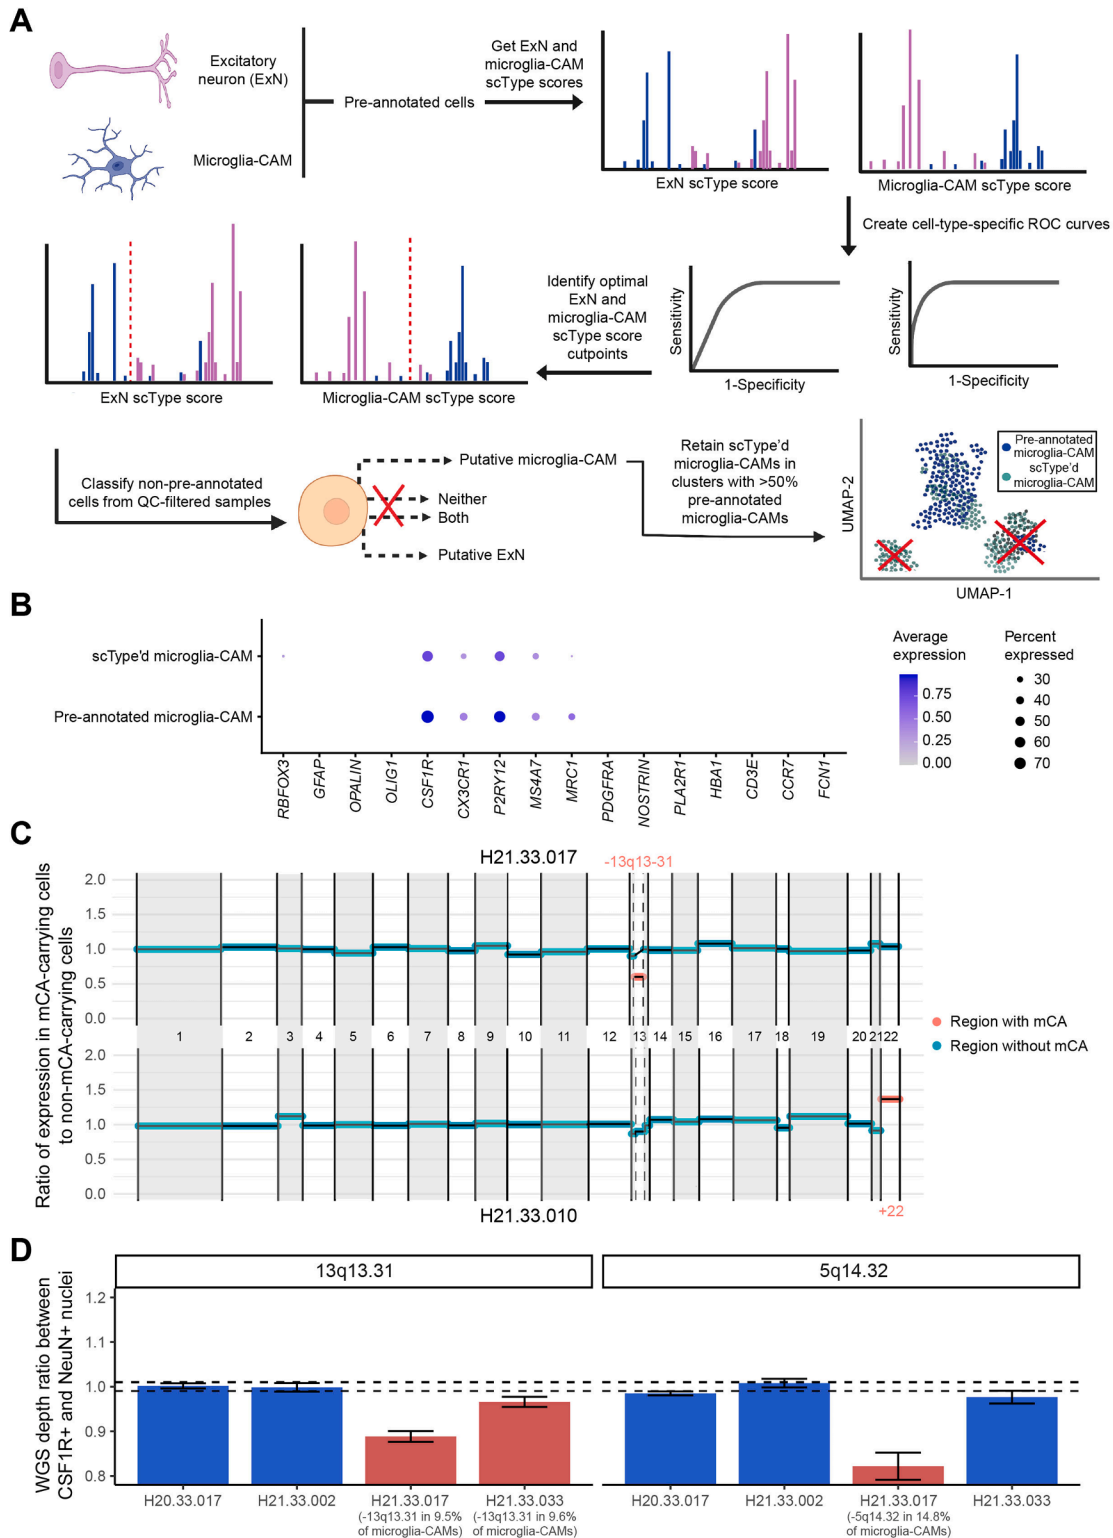 A
Excitatory
neuron (ExN)
Microglia-CAM
Pre-annotated cells
Get ExN and
microglia-CAM
scType scores
ExN scType score
Microglia-CAM scType score
Create cell-type-specific ROC curves
ExN scType score
Microglia-CAM scType score
Identify optimal
ExN and
microglia-CAM
scType score
cutpoints
Sensitivity
1-Specificity
Sensitivity
1-Specificity
Classify non-pre-annotated
cells from QC-filtered samples
Putative microglia-CAM
Neither
Both
Putative ExN
Retain scType'd
microglia-CAMs in
clusters with >50%
pre-annotated
microglia-CAMs
UMAP-2
Pre-annotated
microglia-CAM
scType'd
microglia-CAM
UMAP-1
B
scType'd microglia-CAM
Pre-annotated microglia-CAM
RBFOX3
GFAP
OPALIN
OLIG1
CSF1R
CX3CR1
P2RY12
MS4A7
MRC1
PDGFRA
NOSTRIN
PLA2R1
HBA1
CD3E
CCR7
FCN1
Average
expression
0.75
0.50
0.25
0.00
Percent
expressed
30
40
50
60
70
C
H21.33.017
-13q13-31
Ratio of expression in mCA-carrying cells
to non-mCA-carrying cells
2.0
1.5
1.0
0.5
0.0
1 2 3 4 5 6 7 8 9 10 11 12 13 14 15 16 17 18 19 20 21 22
2.0
1.5
1.0
0.5
0.0
H21.33.010
+22
Region with mCA
Region without mCA
D
WGS depth ratio between
CSF1R+ and NeuN+ nuclei
13q13.31
5q14.32
1.2
1.1
1.0
0.9
0.8
H20.33.017
H21.33.002
H21.33.017
(-13q13.31 in 9.5%
of microglia-CAMs)
H21.33.033
(-13q13.31 in 9.6%
of microglia-CAMs)
H20.33.017
H21.33.002
H21.33.017
(-5q14.32 in 14.8%
of microglia-CAMs)
H21.33.033